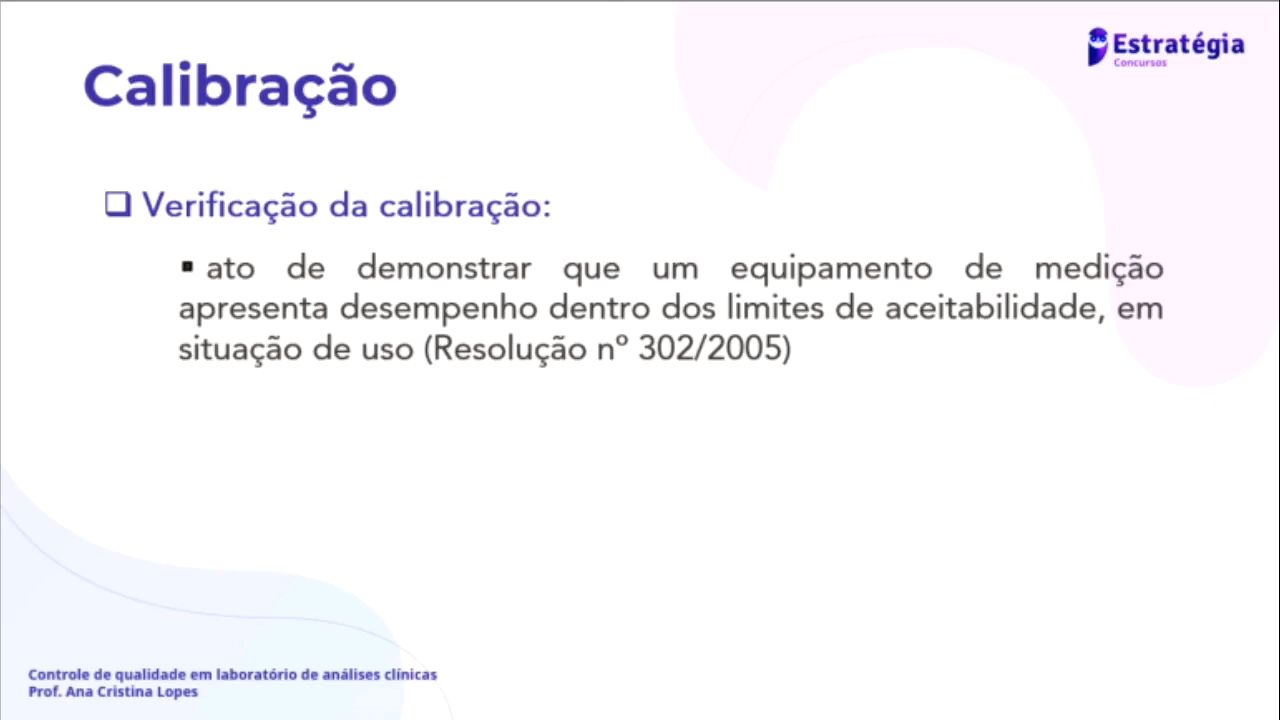 Estratégia
Concursos
Calibração
Verificação da calibração:
ato de demonstrar que um equipamento de medição
apresenta desempenho dentro dos limites de aceitabilidade, em
situação de uso (Resolução nº 302/2005)
Controle de qualidade em laboratório de análises clínicas
Prof. Ana Cristina Lopes